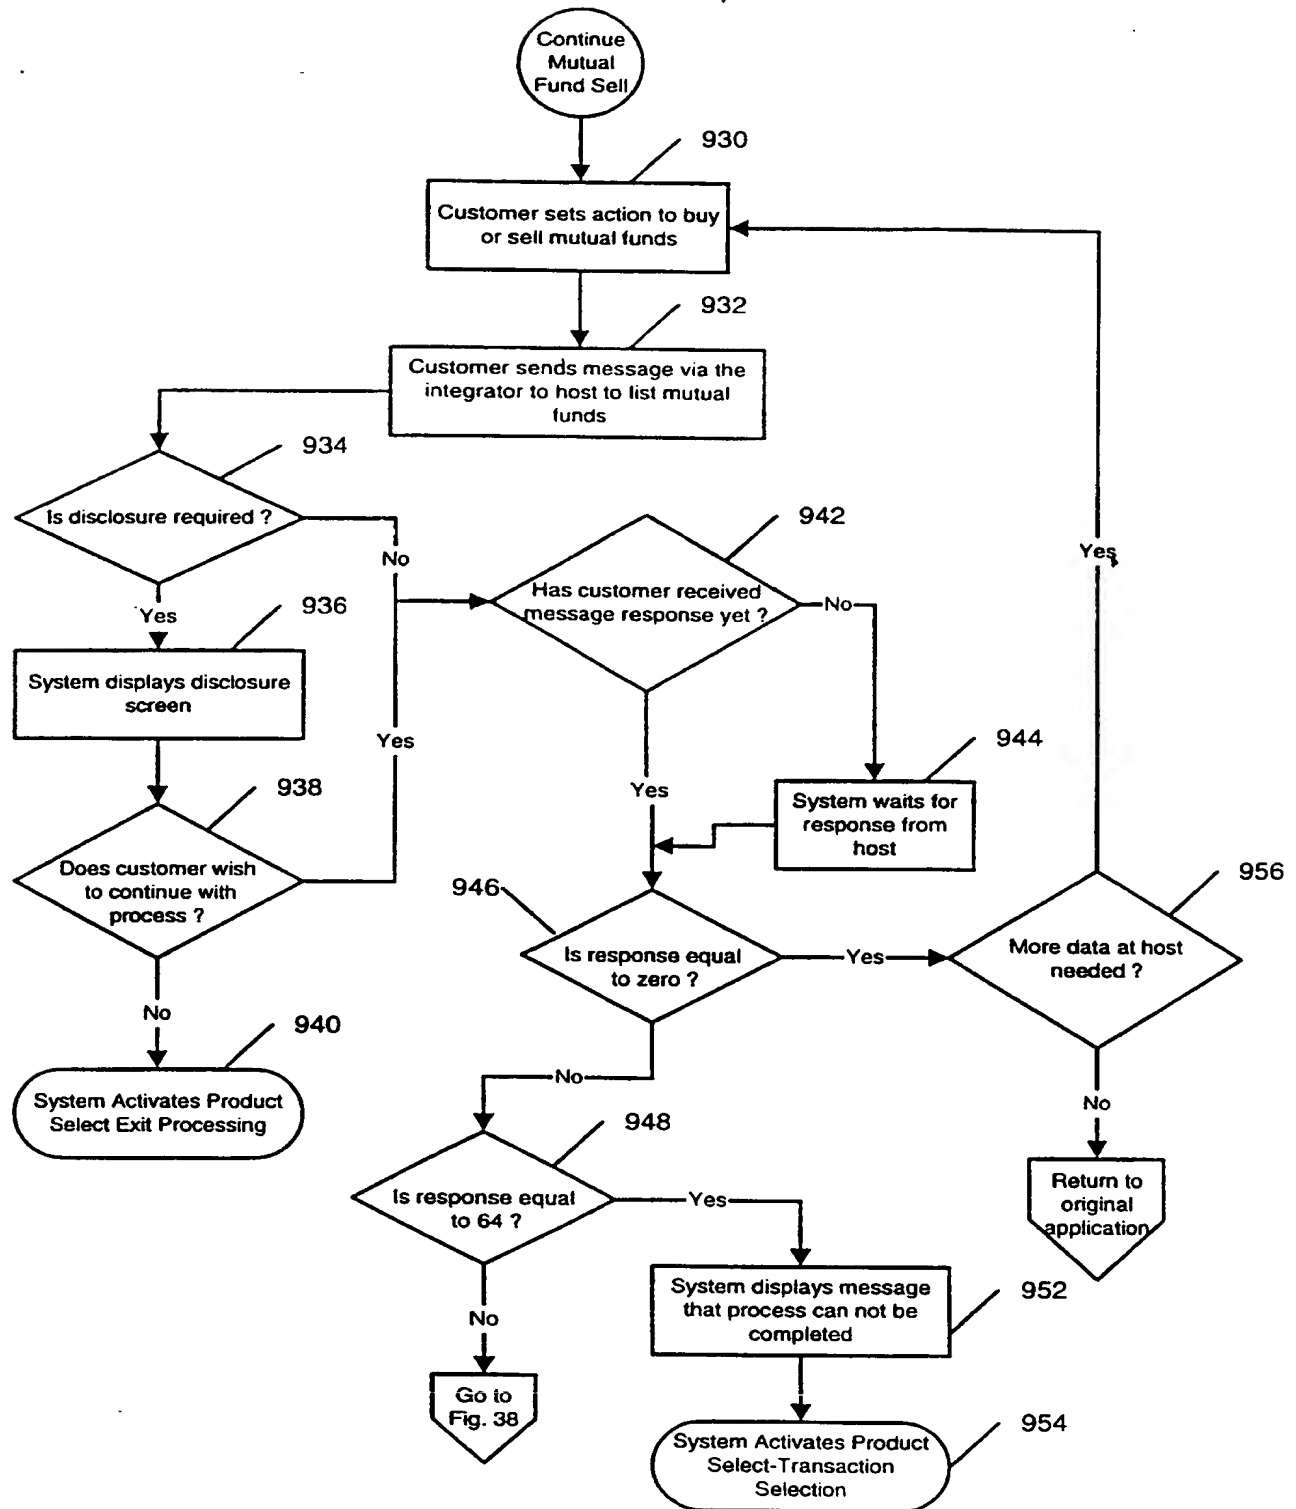 Continue
Mutual
Fund Sell
930
Customer sets action to buy
or sell mutual funds
932
Customer sends message via the
integrator to host to list mutual
funds
934
Is disclosure required ?
No
Yes
936
System displays disclosure
screen
Yes
938
Does customer wish
to continue with
process ?
No
940
System Activates Product
Select Exit Processing
942
Has customer received
message response yet ?
No
Yes
944
System waits for
response from
host
946
Is response equal
to zero ?
Yes
956
More data at host
needed ?
Yes
No
Return to
original
application
No
948
Is response equal
to 64 ?
Yes
No
Go to
Fig. 38
952
System displays message
that process can not be
completed
954
System Activates Product
Select-Transaction
Selection